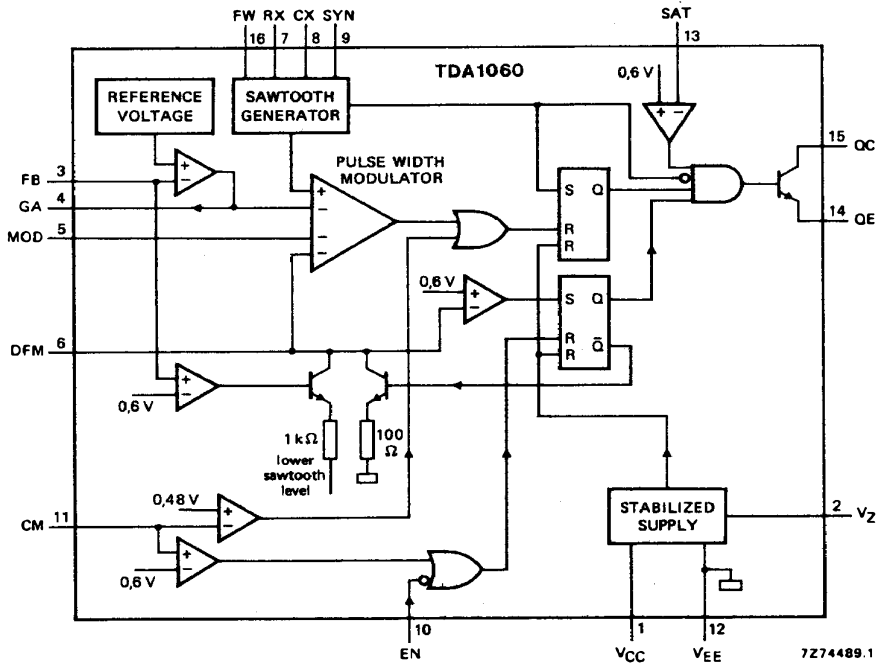 FW RX CX SYN
16 7 8 9
SAT
13
TDA1060
0,6 V
REFERENCE
VOLTAGE
SAWTOOTH
GENERATOR
+ −
15 QC
PULSE WIDTH
MODULATOR
FB 3
+
−
GA 4
+
−
−
−
S Q
R
R
14 QE
MOD 5
0,6 V
+
−
S Q
R Q̅
R
DFM 6
+
−
0,6 V
1 kΩ
100
Ω
lower
sawtooth
level
0,48 V
+
−
CM 11
STABILIZED
SUPPLY
2 VZ
+
−
0,6 V
10
EN
1
VCC
12
VEE
7Z74489.1